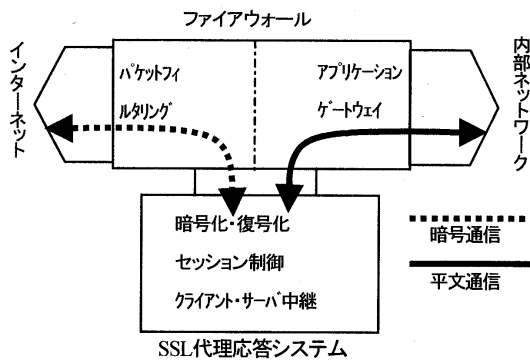 ファイアウォール
インターネット
パケットフィ
ルタリング
アプリケーション
ゲートウェイ
内部ネットワーク
暗号化・復号化
セッション制御
クライアント・サーバ中継
暗号通信
平文通信
SSL代理応答システム